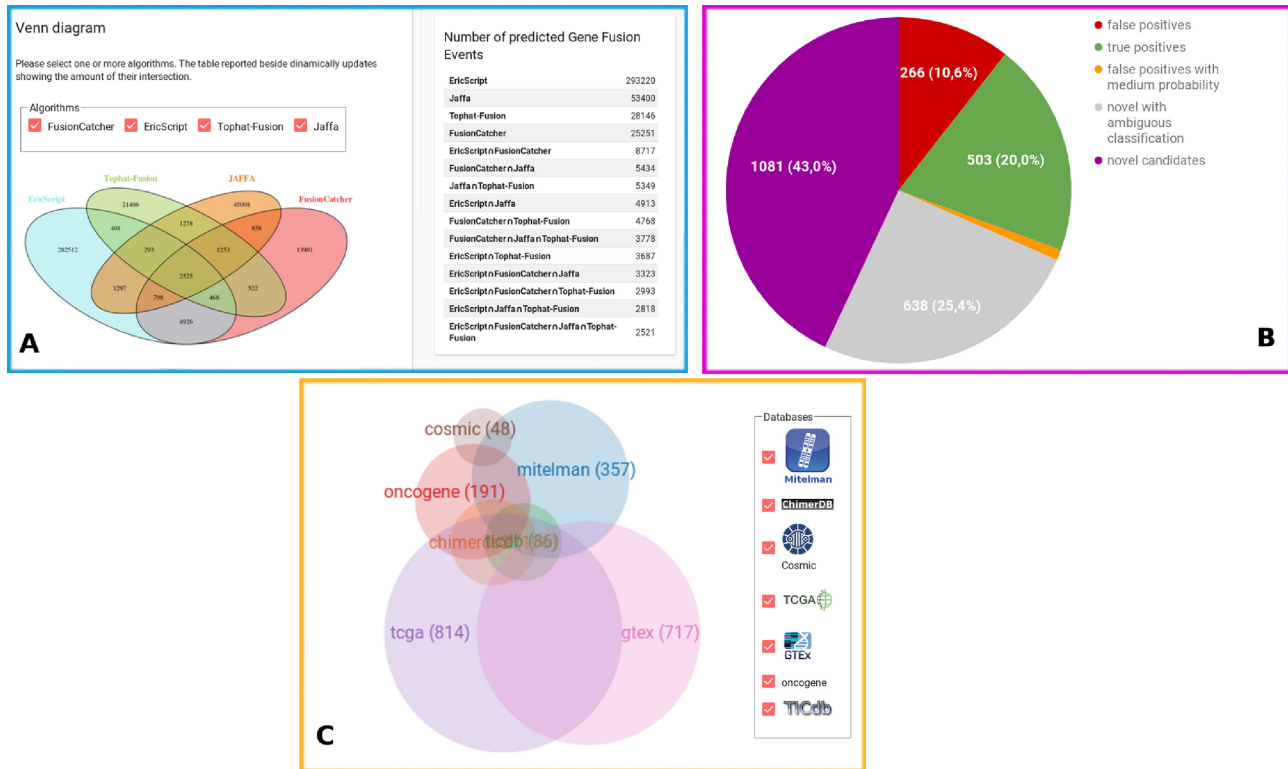 Venn diagram
Please select one or more algorithms. The table reported beside dinamically updates
showing the amount of their intersection.
Algorithms
FusionCatcher EricScript Tophat-Fusion Jaffa
Tophat-Fusion JAFFA
EricScript FusionCatcher
21406 45008
401 1278 850
282512 293 1253 13901
2525
1297 798 468 522
4926
A
Number of predicted Gene Fusion
Events
EricScript 293220
Jaffa 53400
Tophat-Fusion 28146
FusionCatcher 25251
EricScript∩FusionCatcher 8717
FusionCatcher∩Jaffa 5434
Jaffa∩Tophat-Fusion 5349
EricScript∩Jaffa 4913
FusionCatcher∩Tophat-Fusion 4768
FusionCatcher∩Jaffa∩Tophat-Fusion 3778
EricScript∩Tophat-Fusion 3687
EricScript∩FusionCatcher∩Jaffa 3323
EricScript∩FusionCatcher∩Tophat-Fusion 2993
EricScript∩Jaffa∩Tophat-Fusion 2818
EricScript∩FusionCatcher∩Jaffa∩Tophat-
Fusion 2521
266 (10,6%)
503 (20,0%)
1081 (43,0%)
638 (25,4%)
false positives
true positives
false positives with
medium probability
novel with
ambiguous
classification
novel candidates
B
cosmic (48)
mitelman (357)
oncogene (191)
ticdb (86)
tcga (814)
gtex (717)
C
Databases
Mitelman
ChimerDB
Cosmic
TCGA
GTEx
oncogene
TICdb